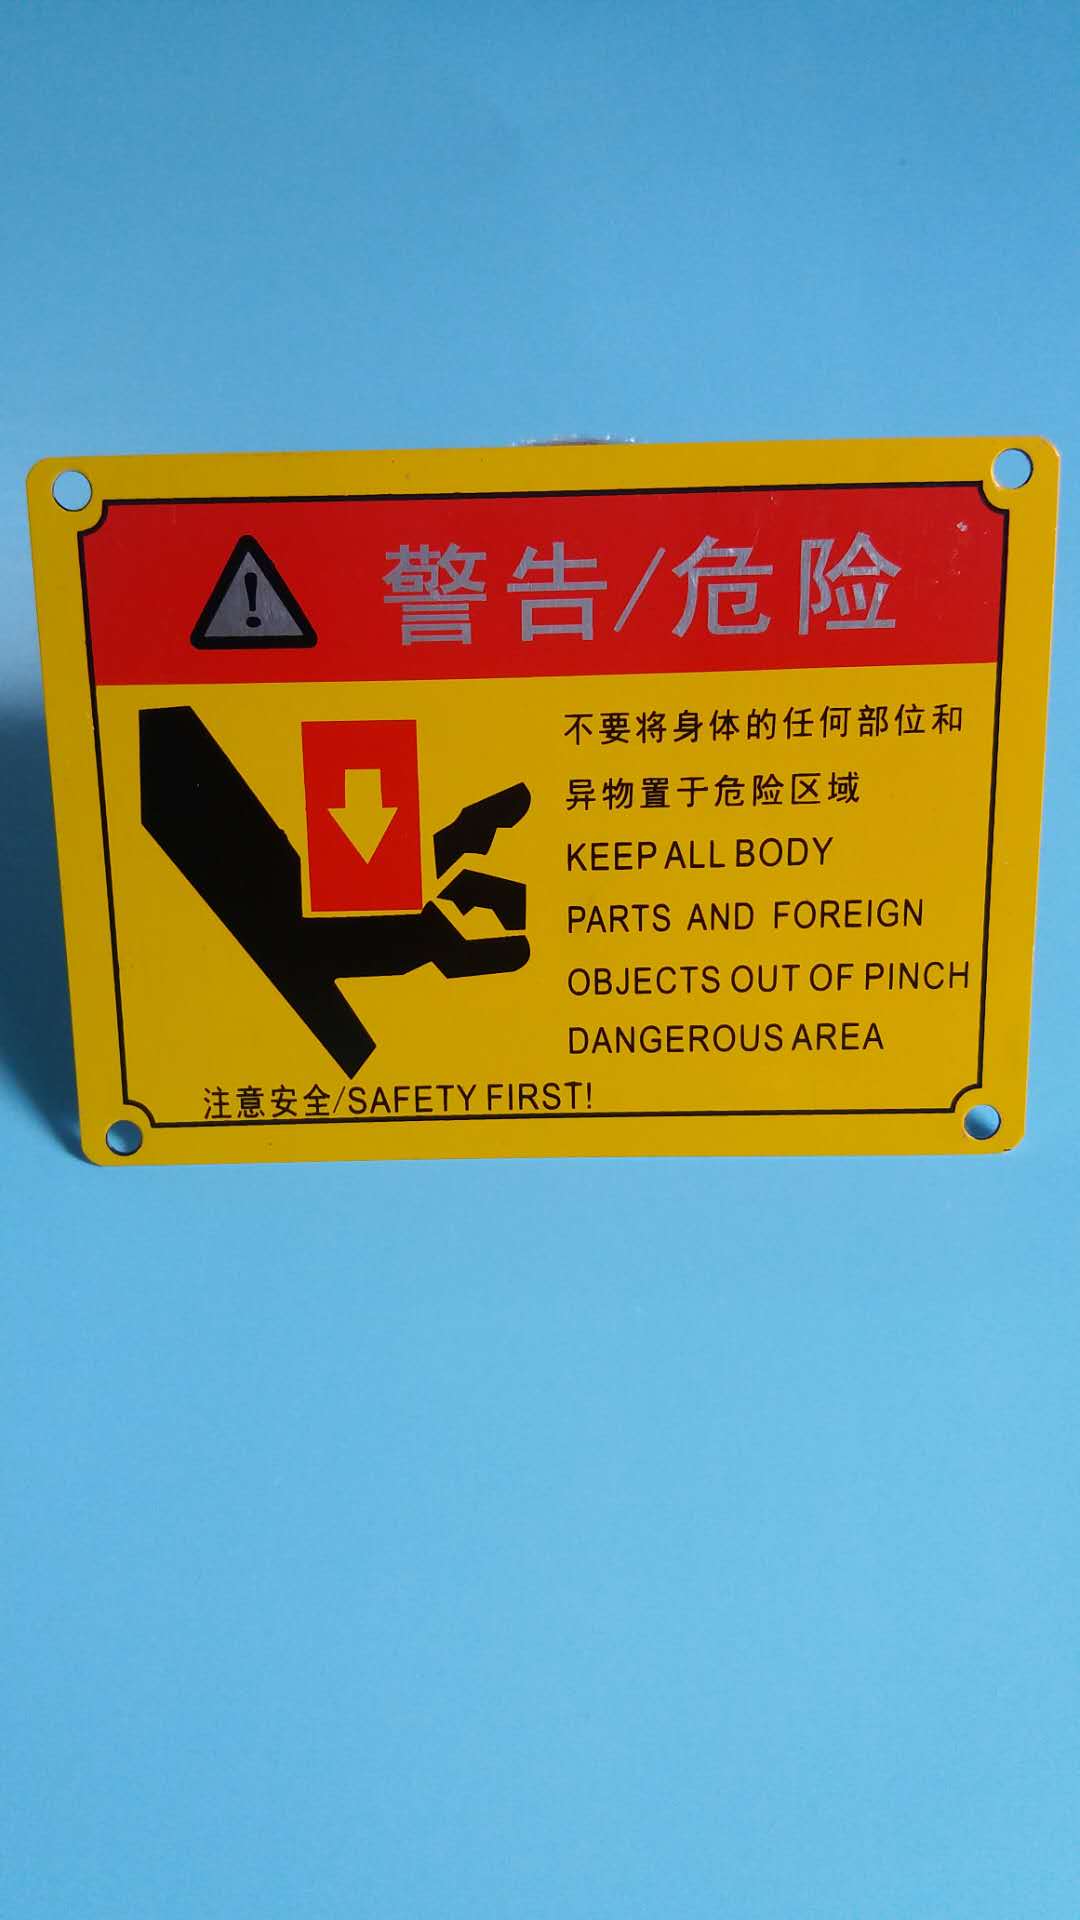 警告/危险
不要将身体的任何部位和
异物置于危险区域
KEEP ALL BODY
PARTS AND FOREIGN
OBJECTS OUT OF PINCH
DANGEROUS AREA
注意安全/SAFETY FIRST!